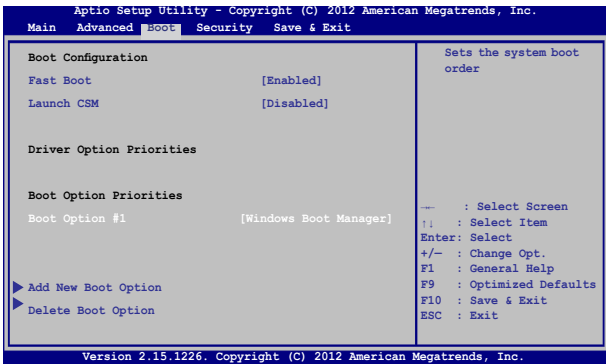 Aptio Setup Utility - Copyright (C) 2012 American Megatrends, Inc.
Main Advanced Boot Security Save & Exit
Boot Configuration
Fast Boot [Enabled]
Launch CSM [Disabled]
Driver Option Priorities
Boot Option Priorities
Boot Option #1 [Windows Boot Manager]
Add New Boot Option
Delete Boot Option
Sets the system boot
order
→← : Select Screen
↑↓ : Select Item
Enter: Select
+/— : Change Opt.
F1 : General Help
F9 : Optimized Defaults
F10 : Save & Exit
ESC : Exit
Version 2.15.1226. Copyright (C) 2012 American Megatrends, Inc.